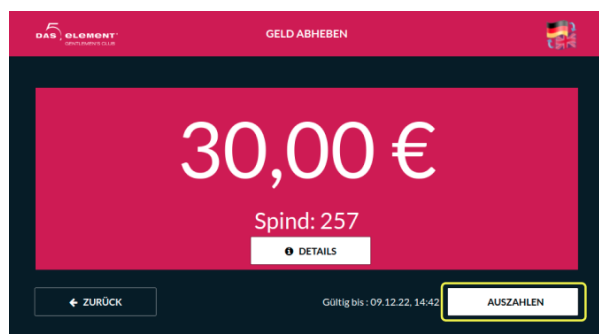 DAS 5 ELEMENT
GENTLEMEN'S CLUB
GELD ABHEBEN
30,00 €
Spind: 257
DETAILS
ZURÜCK
Gültig bis : 09.12.22, 14:42
AUSZAHLEN